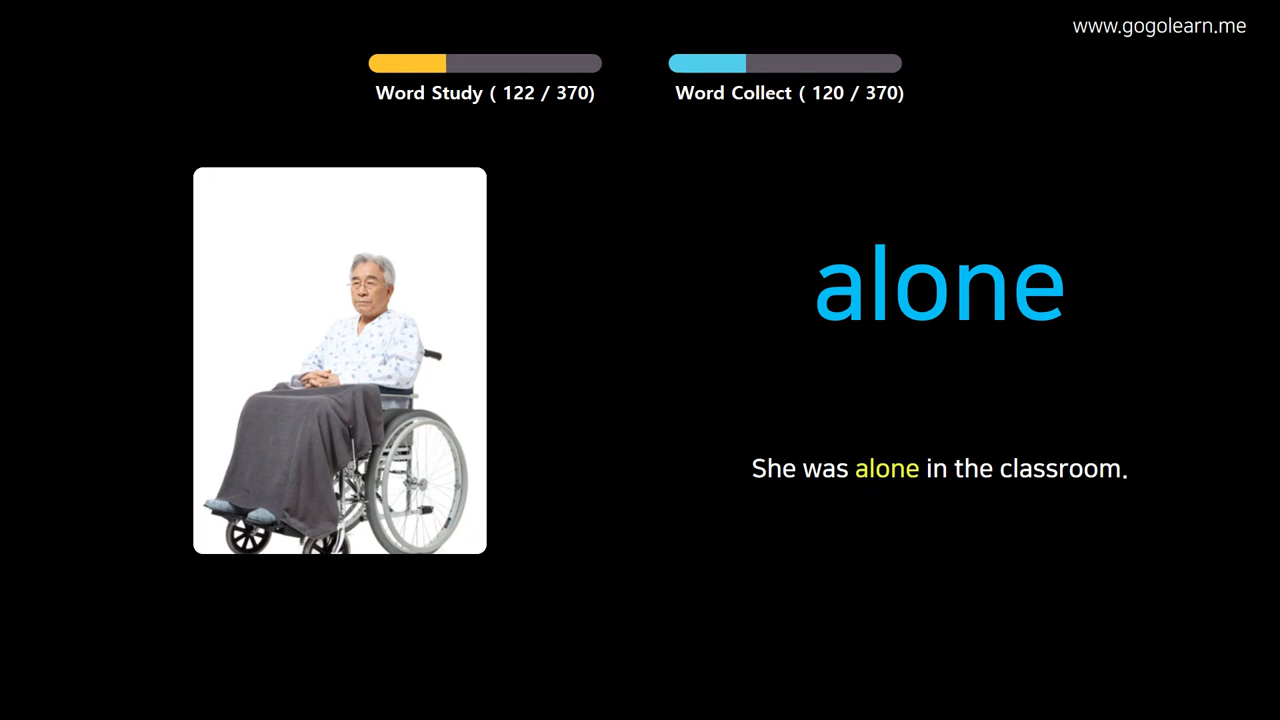 www.gogolearn.me
Word Study ( 122 / 370)
Word Collect ( 120 / 370)
alone
She was alone in the classroom.